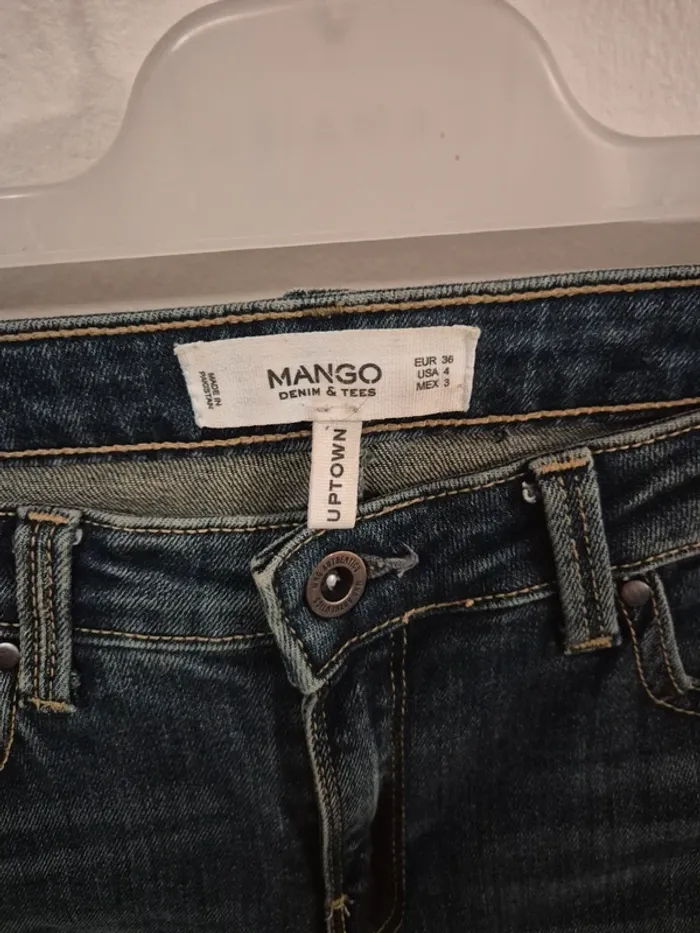 MADE IN
PAKISTAN
MANGO
DENIM & TEES
EUR 36
USA 4
MEX 3
UPTOWN